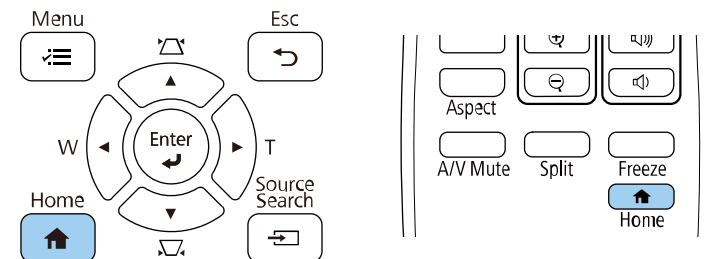 Menu
Esc
Enter
W
T
Home
Source
Search
Aspect
A/V Mute
Split
Freeze
Home